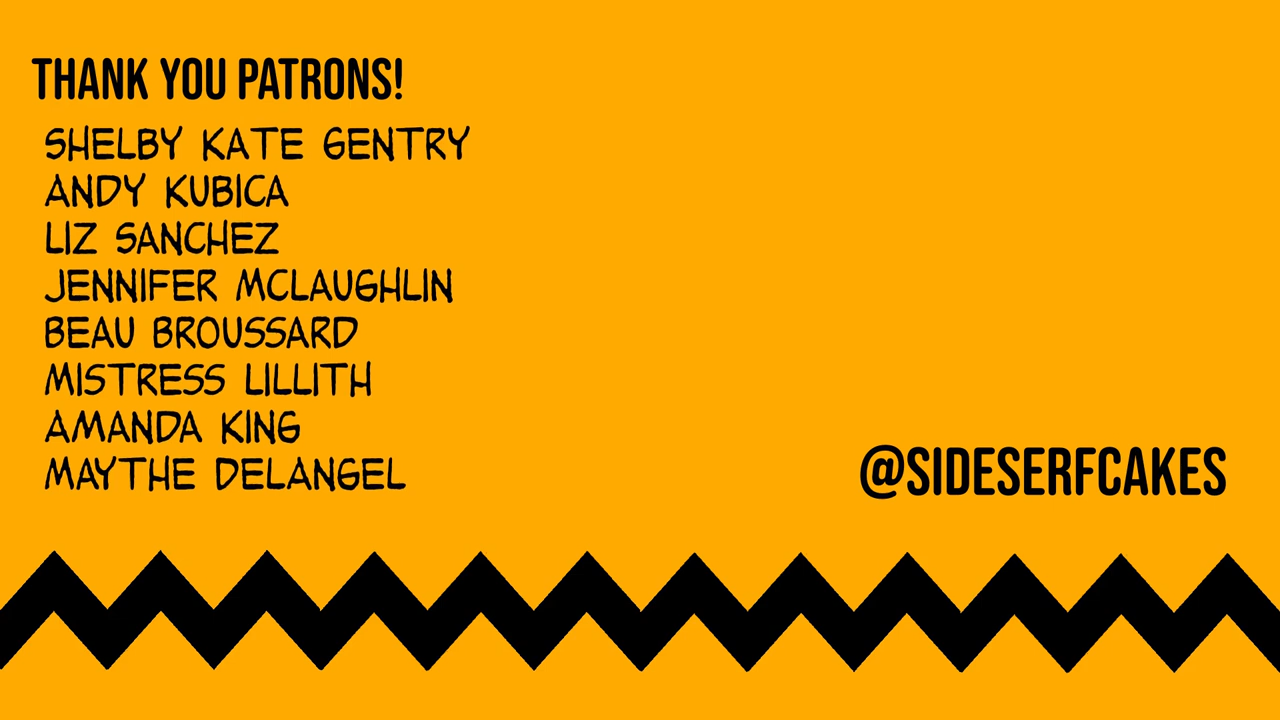 THANK YOU PATRONS!
SHELBY KATE GENTRY
ANDY KUBICA
LIZ SANCHEZ
JENNIFER MCLAUGHLIN
BEAU BROUSSARD
MISTRESS LILLITH
AMANDA KING
MAYTHE DELANGEL
@SIDESERFCAKES